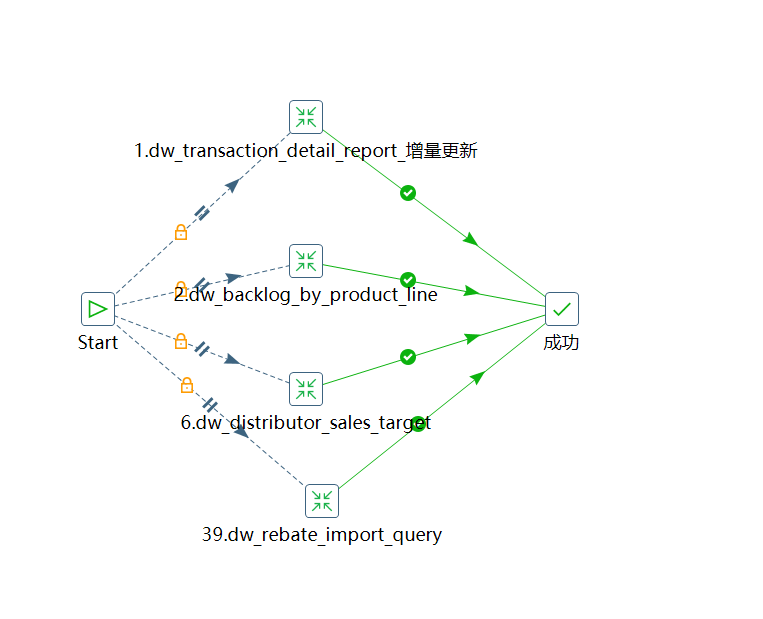 1.dw_transaction_detail_report_增量更新
2.dw_backlog_by_product_line
Start
成功
6.dw_distributor_sales_target
39.dw_rebate_import_query